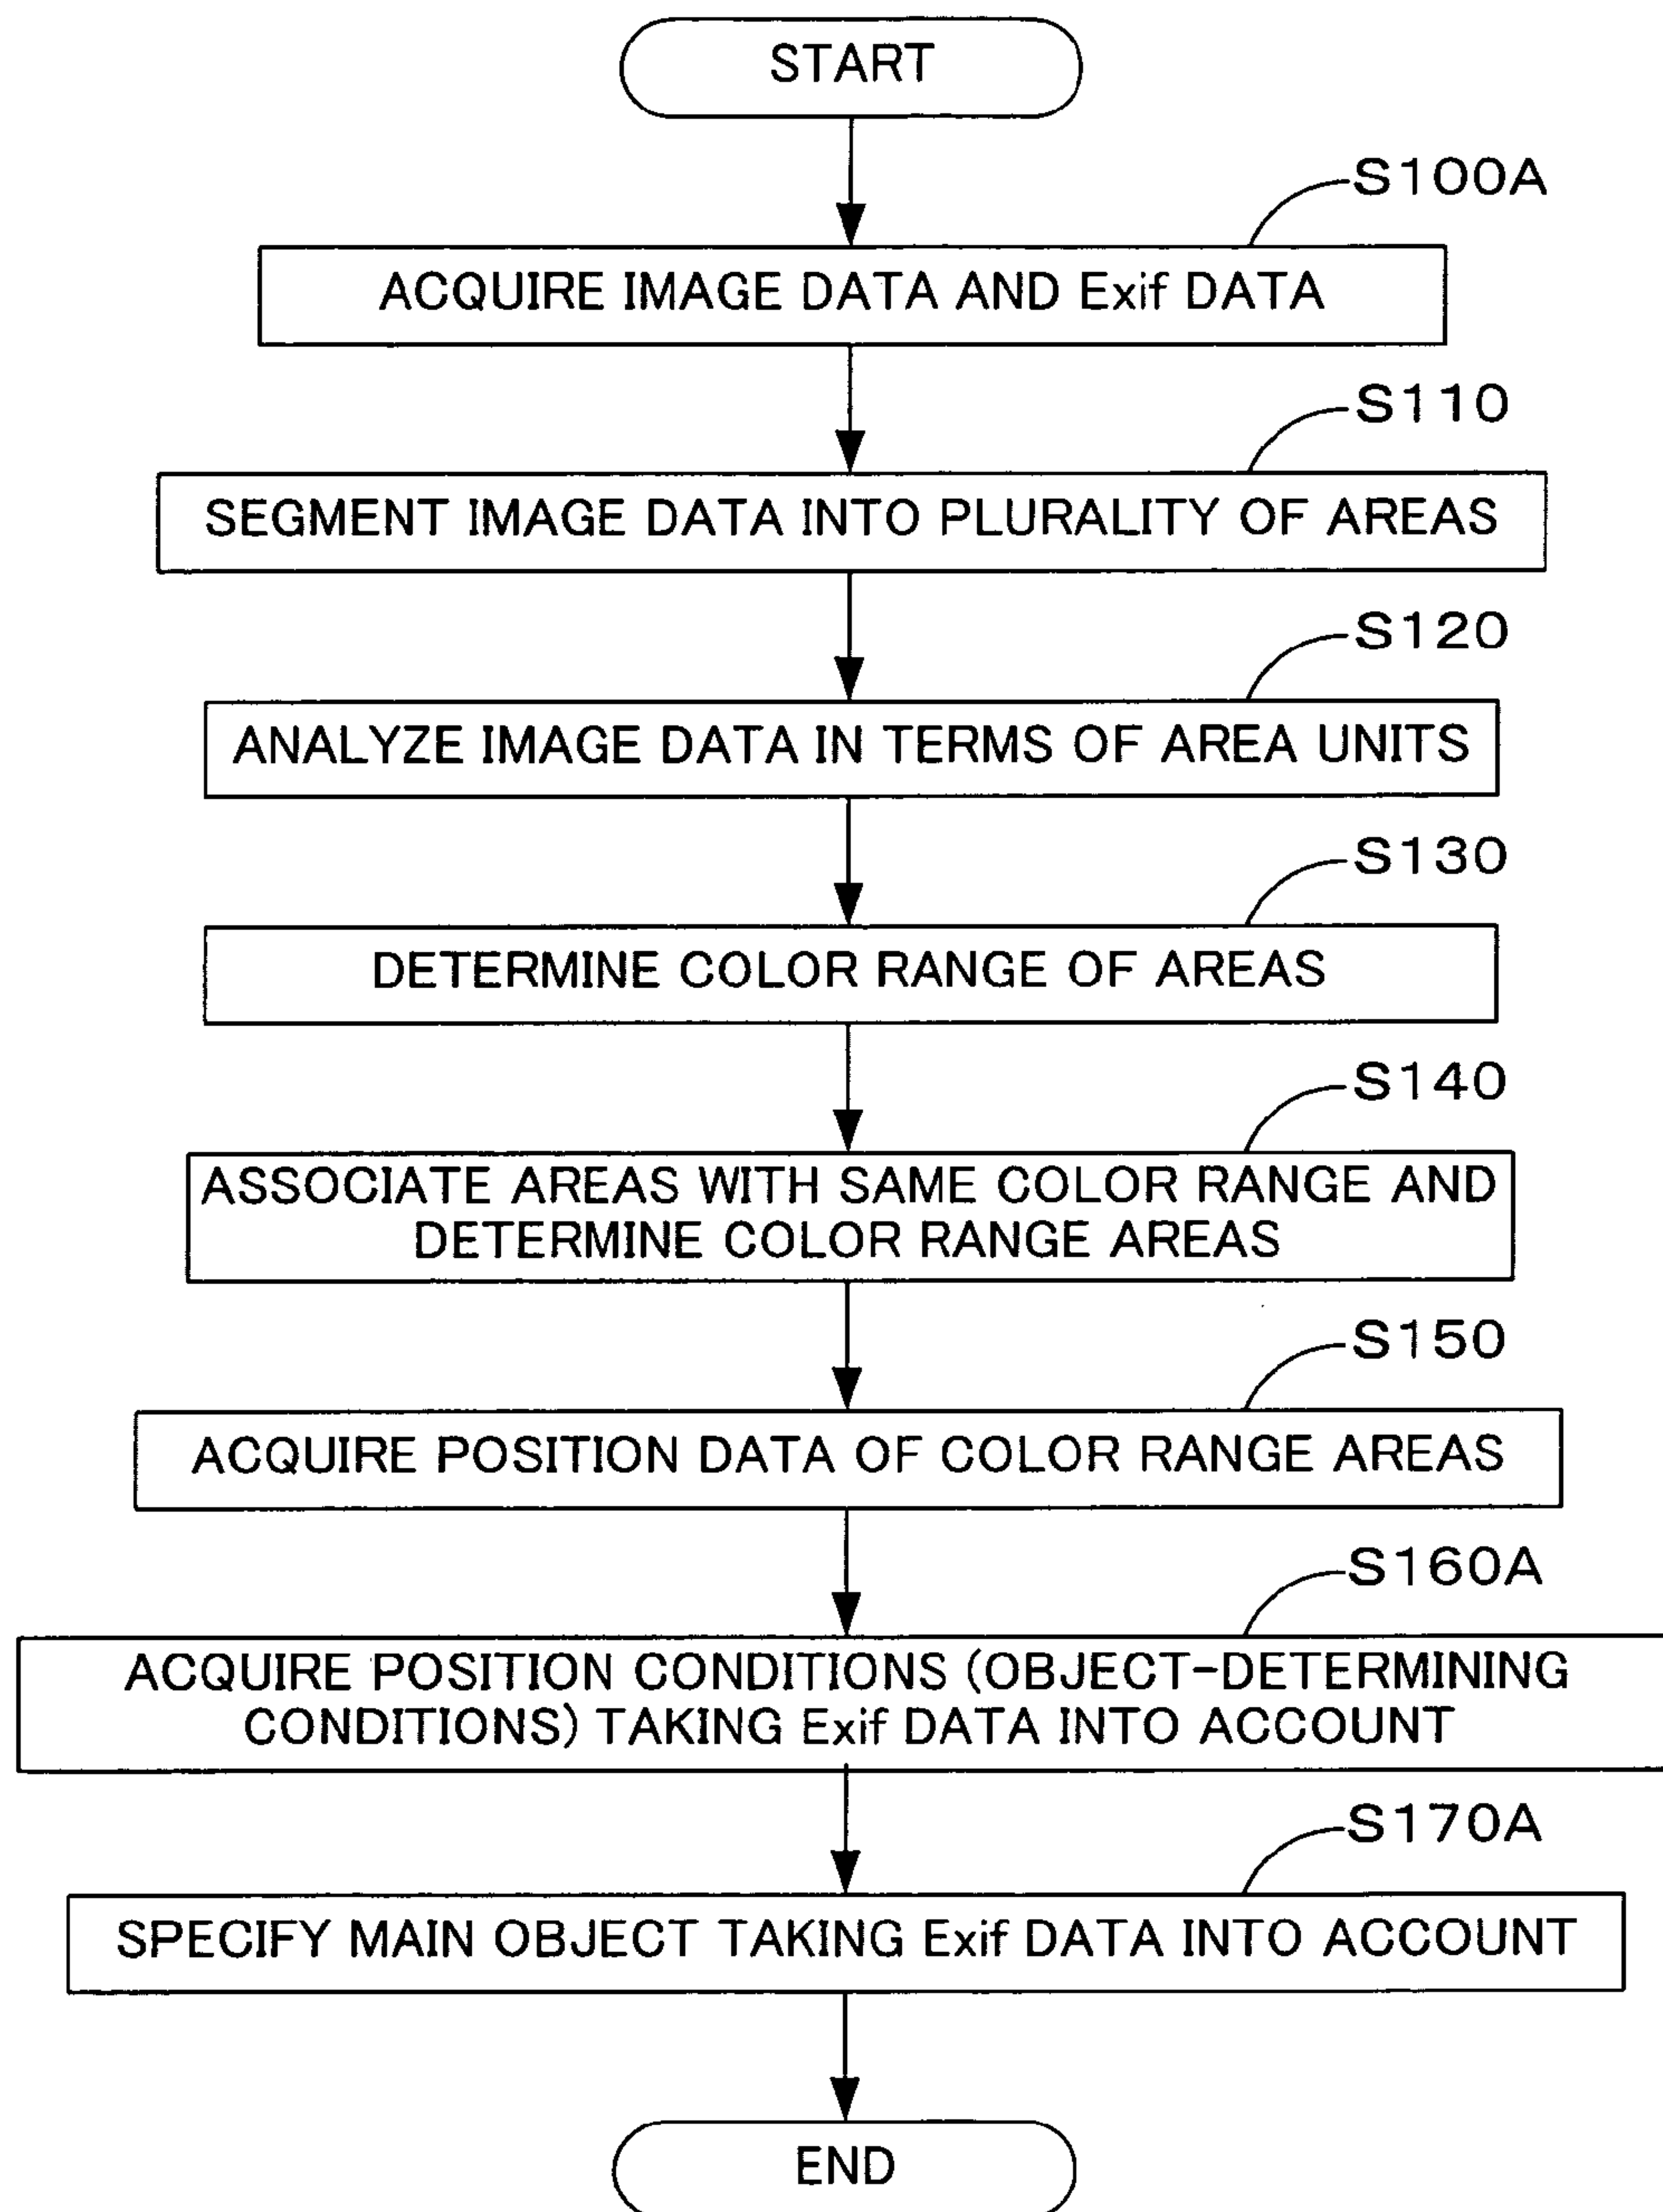 START
S100A
ACQUIRE IMAGE DATA AND Exif DATA
S110
SEGMENT IMAGE DATA INTO PLURALITY OF AREAS
S120
ANALYZE IMAGE DATA IN TERMS OF AREA UNITS
S130
DETERMINE COLOR RANGE OF AREAS
S140
ASSOCIATE AREAS WITH SAME COLOR RANGE AND
DETERMINE COLOR RANGE AREAS
S150
ACQUIRE POSITION DATA OF COLOR RANGE AREAS
S160A
ACQUIRE POSITION CONDITIONS (OBJECT-DETERMINING
CONDITIONS) TAKING Exif DATA INTO ACCOUNT
S170A
SPECIFY MAIN OBJECT TAKING Exif DATA INTO ACCOUNT
END